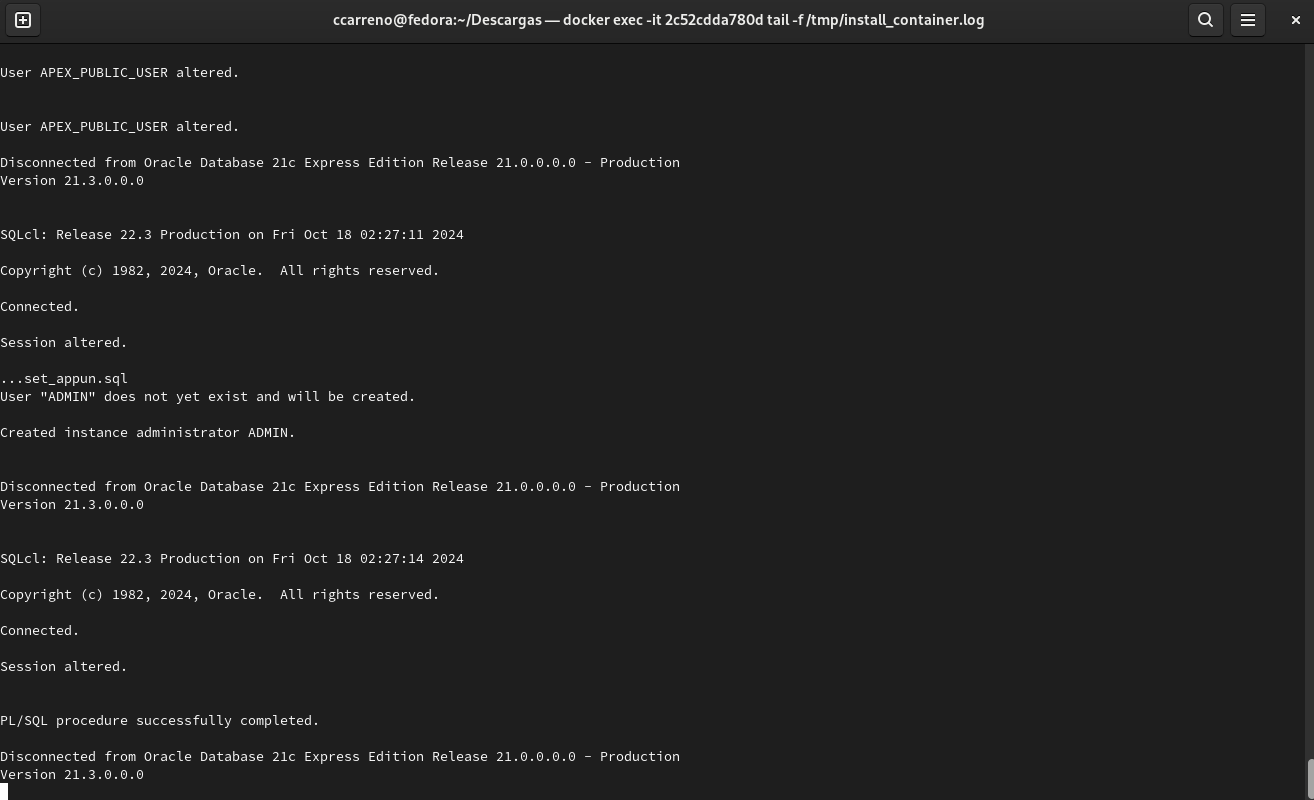 ccarreno@fedora:~/Descargas — docker exec -it 2c52cdda780d tail -f /tmp/install_container.log
User APEX_PUBLIC_USER altered.
User APEX_PUBLIC_USER altered.
Disconnected from Oracle Database 21c Express Edition Release 21.0.0.0.0 - Production
Version 21.3.0.0.0
SQLcl: Release 22.3 Production on Fri Oct 18 02:27:11 2024
Copyright (c) 1982, 2024, Oracle.  All rights reserved.
Connected.
Session altered.
...set_appun.sql
User "ADMIN" does not yet exist and will be created.
Created instance administrator ADMIN.
Disconnected from Oracle Database 21c Express Edition Release 21.0.0.0.0 - Production
Version 21.3.0.0.0
SQLcl: Release 22.3 Production on Fri Oct 18 02:27:14 2024
Copyright (c) 1982, 2024, Oracle.  All rights reserved.
Connected.
Session altered.
PL/SQL procedure successfully completed.
Disconnected from Oracle Database 21c Express Edition Release 21.0.0.0.0 - Production
Version 21.3.0.0.0